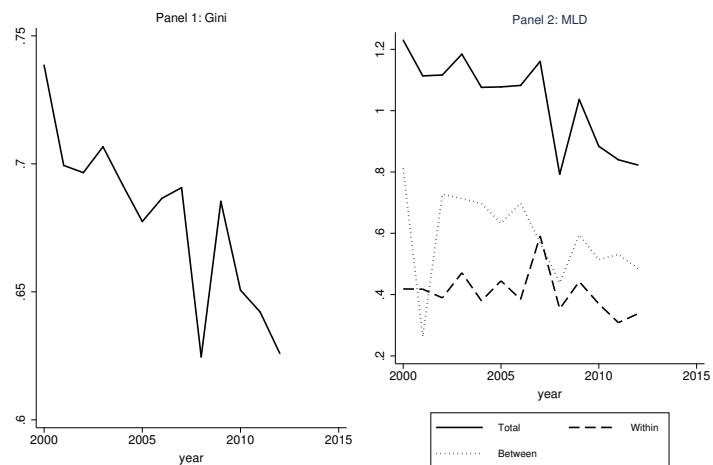 Panel 1: Gini
.75
.7
.65
.6
2000 2005 2010 2015
year
Panel 2: MLD
1.2
1
.8
.6
.4
.2
2000 2005 2010 2015
year
Total Within
Between